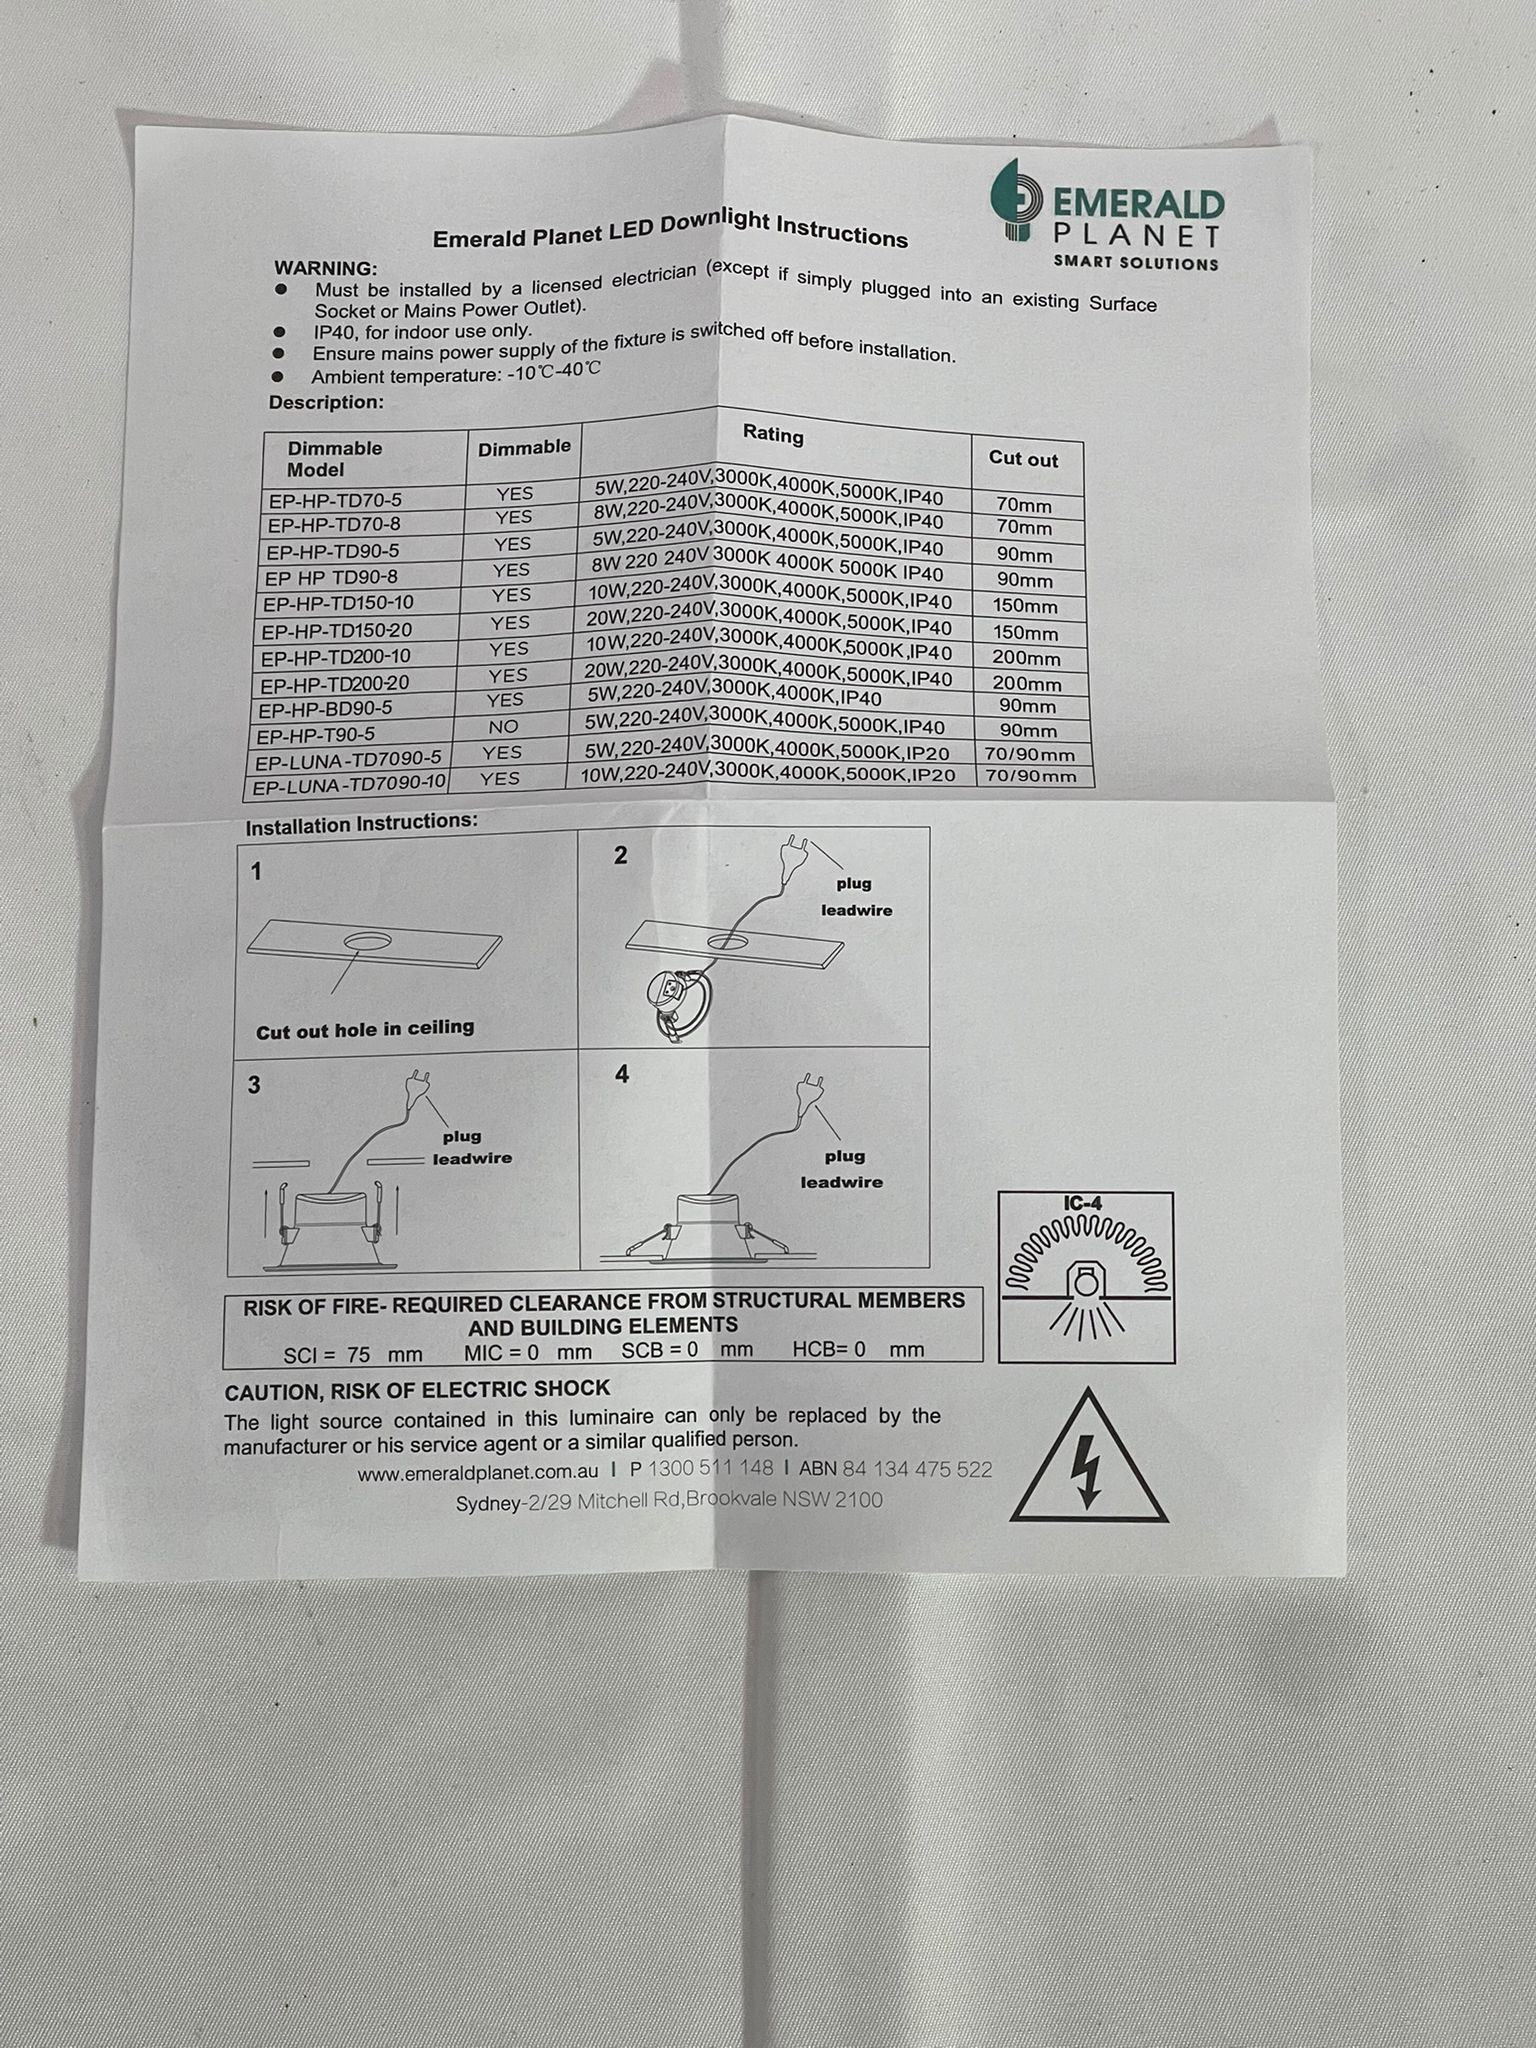 EMERALD
PLANET
SMART SOLUTIONS
Emerald Planet LED Downlight Instructions
WARNING:
● Must be installed by a licensed electrician (except if simply plugged into an existing Surface
Socket or Mains Power Outlet).
● IP40, for indoor use only.
● Ensure mains power supply of the fixture is switched off before installation.
● Ambient temperature: -10℃-40℃
Description:
Dimmable Model Dimmable Rating Cut out
EP-HP-TD70-5 YES 5W,220-240V,3000K,4000K,5000K,IP40 70mm
EP-HP-TD70-8 YES 8W,220-240V,3000K,4000K,5000K,IP40 70mm
EP-HP-TD90-5 YES 5W,220-240V,3000K,4000K,5000K,IP40 90mm
EP HP TD90-8 YES 8W 220 240V 3000K 4000K 5000K IP40 90mm
EP-HP-TD150-10 YES 10W,220-240V,3000K,4000K,5000K,IP40 150mm
EP-HP-TD150-20 YES 20W,220-240V,3000K,4000K,5000K,IP40 150mm
EP-HP-TD200-10 YES 10W,220-240V,3000K,4000K,5000K,IP40 200mm
EP-HP-TD200-20 YES 20W,220-240V,3000K,4000K,5000K,IP40 200mm
EP-HP-BD90-5 YES 5W,220-240V,3000K,4000K,IP40 90mm
EP-HP-T90-5 NO 5W,220-240V,3000K,4000K,5000K,IP40 90mm
EP-LUNA-TD7090-5 YES 5W,220-240V,3000K,4000K,5000K,IP20 70/90mm
EP-LUNA-TD7090-10 YES 10W,220-240V,3000K,4000K,5000K,IP20 70/90mm
Installation Instructions:
1
Cut out hole in ceiling
2
plug
leadwire
3
plug
leadwire
4
plug
leadwire
IC-4
RISK OF FIRE- REQUIRED CLEARANCE FROM STRUCTURAL MEMBERS
AND BUILDING ELEMENTS
SCI = 75 mm MIC = 0 mm SCB = 0 mm HCB= 0 mm
CAUTION, RISK OF ELECTRIC SHOCK
The light source contained in this luminaire can only be replaced by the
manufacturer or his service agent or a similar qualified person.
www.emeraldplanet.com.au I P 1300 511 148 I ABN 84 134 475 522
Sydney-2/29 Mitchell Rd,Brookvale NSW 2100